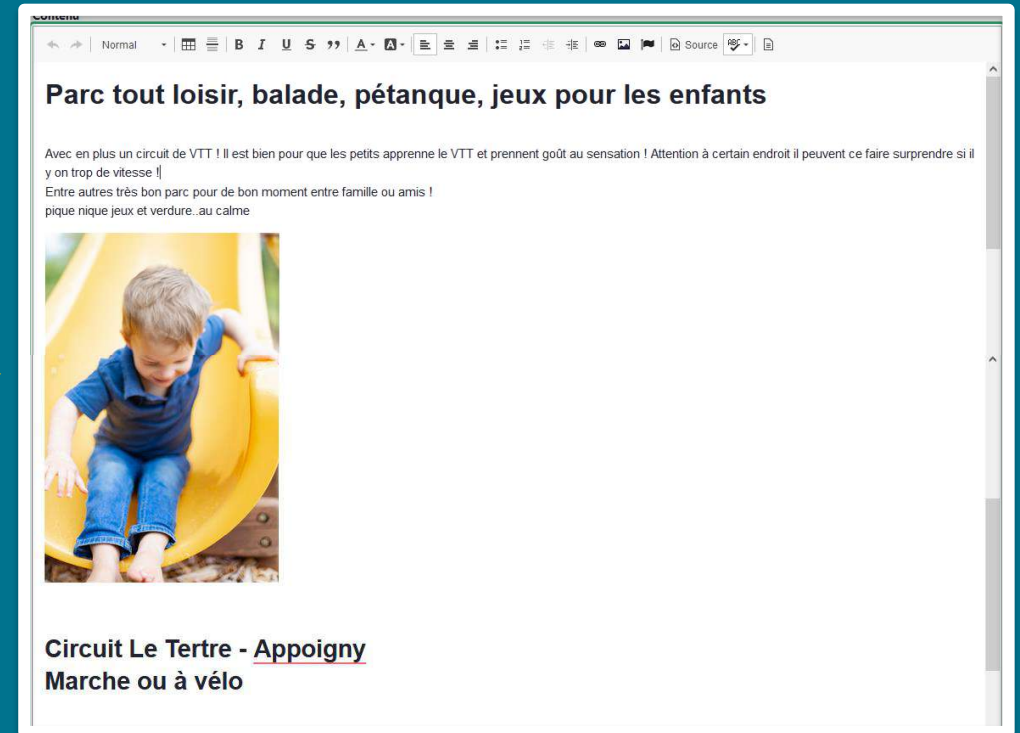 Contenu
Normal
Source
Parc tout loisir, balade, pétanque, jeux pour les enfants
Avec en plus un circuit de VTT ! Il est bien pour que les petits apprenne le VTT et prennent goût au sensation ! Attention à certain endroit il peuvent ce faire surprendre si il
y on trop de vitesse !
Entre autres très bon parc pour de bon moment entre famille ou amis !
pique nique jeux et verdure..au calme
Circuit Le Tertre - Appoigny
Marche ou à vélo